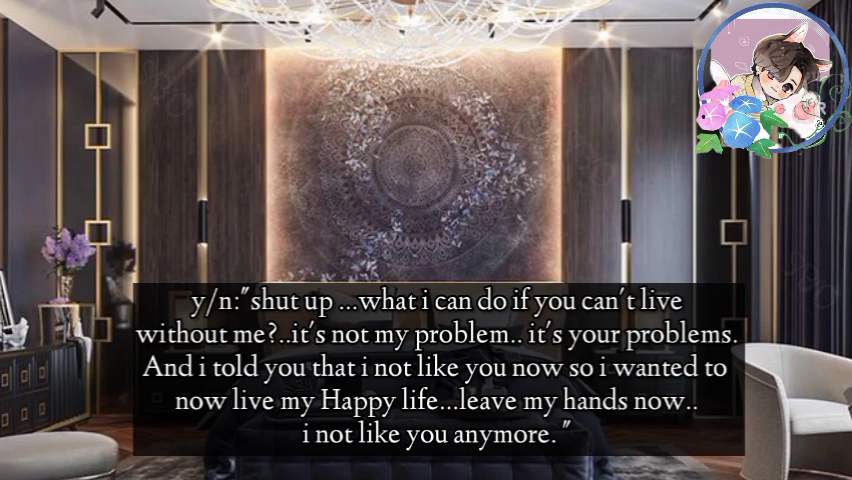 y/n:"shut up ...what i can do if you can't live
without me?..it's not my problem.. it's your problems.
And i told you that i not like you now so i wanted to
now live my Happy life...leave my hands now..
i not like you anymore."